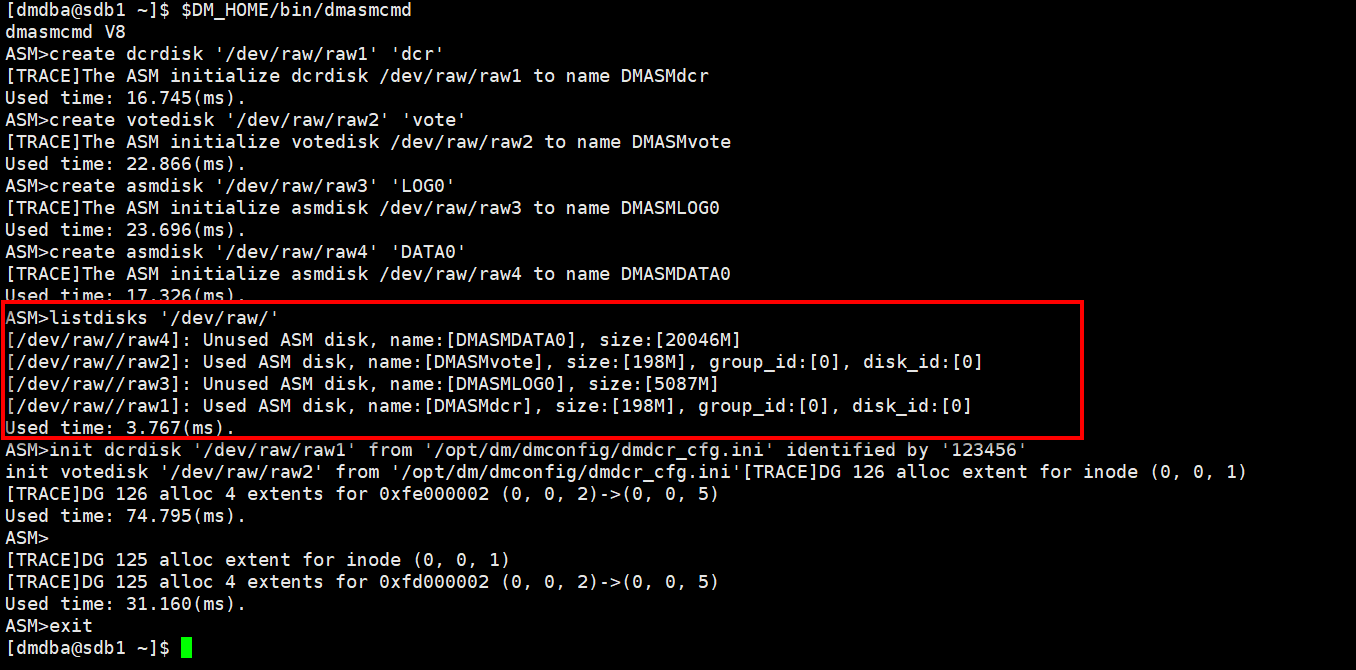 [dmdba@sdb1 ~]$ $DM_HOME/bin/dmasmcmd
dmasmcmd V8
ASM>create dcrdisk '/dev/raw/raw1' 'dcr'
[TRACE]The ASM initialize dcrdisk /dev/raw/raw1 to name DMASMdcr
Used time: 16.745(ms).
ASM>create votedisk '/dev/raw/raw2' 'vote'
[TRACE]The ASM initialize votedisk /dev/raw/raw2 to name DMASMvote
Used time: 22.866(ms).
ASM>create asmdisk '/dev/raw/raw3' 'LOG0'
[TRACE]The ASM initialize asmdisk /dev/raw/raw3 to name DMASMLOG0
Used time: 23.696(ms).
ASM>create asmdisk '/dev/raw/raw4' 'DATA0'
[TRACE]The ASM initialize asmdisk /dev/raw/raw4 to name DMASMDATA0
Used time: 17.326(ms).
ASM>listdisks '/dev/raw/'
[/dev/raw//raw4]: Unused ASM disk, name:[DMASMDATA0], size:[20046M]
[/dev/raw//raw2]: Used ASM disk, name:[DMASMvote], size:[198M], group_id:[0], disk_id:[0]
[/dev/raw//raw3]: Unused ASM disk, name:[DMASMLOG0], size:[5087M]
[/dev/raw//raw1]: Used ASM disk, name:[DMASMdcr], size:[198M], group_id:[0], disk_id:[0]
Used time: 3.767(ms).
ASM>init dcrdisk '/dev/raw/raw1' from '/opt/dm/dmconfig/dmdcr_cfg.ini' identified by '123456'
init votedisk '/dev/raw/raw2' from '/opt/dm/dmconfig/dmdcr_cfg.ini'[TRACE]DG 126 alloc extent for inode (0, 0, 1)
[TRACE]DG 126 alloc 4 extents for 0xfe000002 (0, 0, 2)->(0, 0, 5)
Used time: 74.795(ms).
ASM>
[TRACE]DG 125 alloc extent for inode (0, 0, 1)
[TRACE]DG 125 alloc 4 extents for 0xfd000002 (0, 0, 2)->(0, 0, 5)
Used time: 31.160(ms).
ASM>exit
[dmdba@sdb1 ~]$